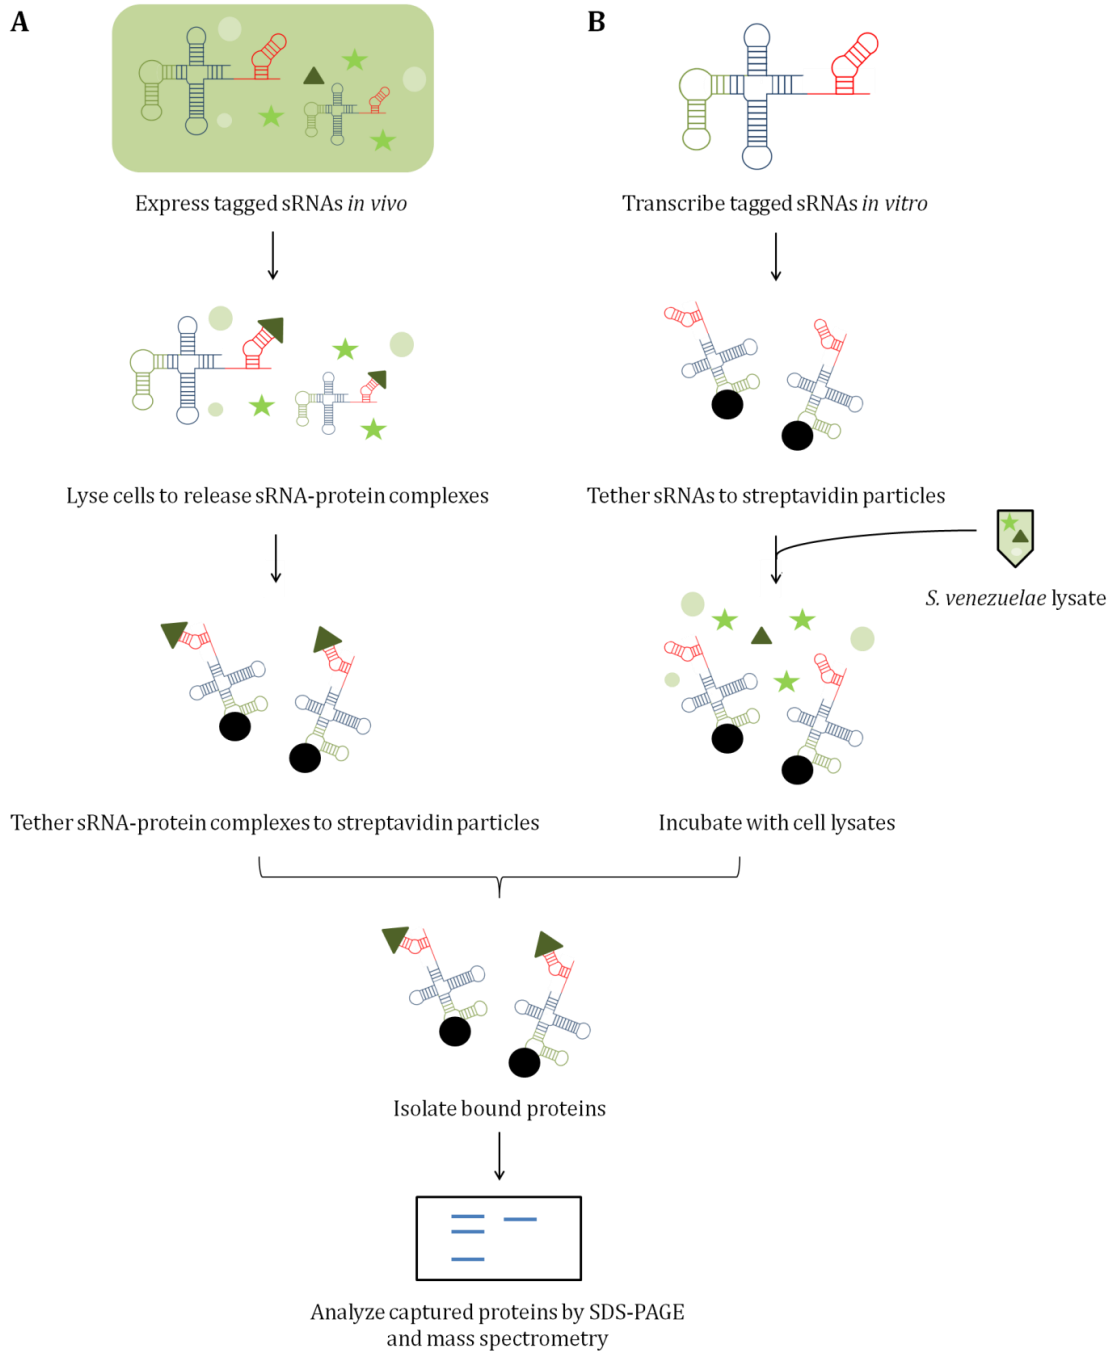 A
B
Express tagged sRNAs in vivo
Transcribe tagged sRNAs in vitro
Lyse cells to release sRNA-protein complexes
Tether sRNAs to streptavidin particles
S. venezuelae lysate
Tether sRNA-protein complexes to streptavidin particles
Incubate with cell lysates
Isolate bound proteins
Analyze captured proteins by SDS-PAGE
and mass spectrometry